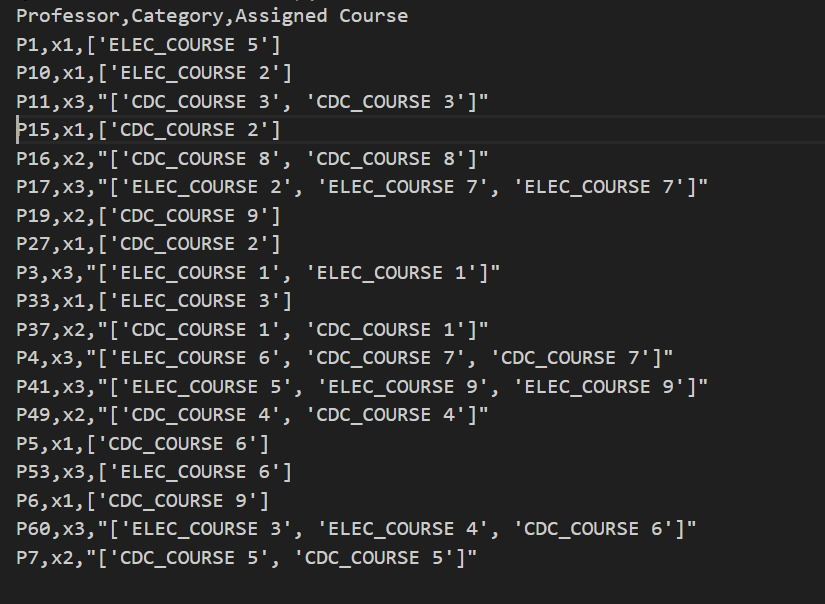 Professor,Category,Assigned Course
P1,x1,['ELEC_COURSE 5']
P10,x1,['ELEC_COURSE 2']
P11,x3,"['CDC_COURSE 3', 'CDC_COURSE 3']"
P15,x1,['CDC_COURSE 2']
P16,x2,"['CDC_COURSE 8', 'CDC_COURSE 8']"
P17,x3,"['ELEC_COURSE 2', 'ELEC_COURSE 7', 'ELEC_COURSE 7']"
P19,x2,['CDC_COURSE 9']
P27,x1,['CDC_COURSE 2']
P3,x3,"['ELEC_COURSE 1', 'ELEC_COURSE 1']"
P33,x1,['ELEC_COURSE 3']
P37,x2,"['CDC_COURSE 1', 'CDC_COURSE 1']"
P4,x3,"['ELEC_COURSE 6', 'CDC_COURSE 7', 'CDC_COURSE 7']"
P41,x3,"['ELEC_COURSE 5', 'ELEC_COURSE 9', 'ELEC_COURSE 9']"
P49,x2,"['CDC_COURSE 4', 'CDC_COURSE 4']"
P5,x1,['CDC_COURSE 6']
P53,x3,['ELEC_COURSE 6']
P6,x1,['CDC_COURSE 9']
P60,x3,"['ELEC_COURSE 3', 'ELEC_COURSE 4', 'CDC_COURSE 6']"
P7,x2,"['CDC_COURSE 5', 'CDC_COURSE 5']"